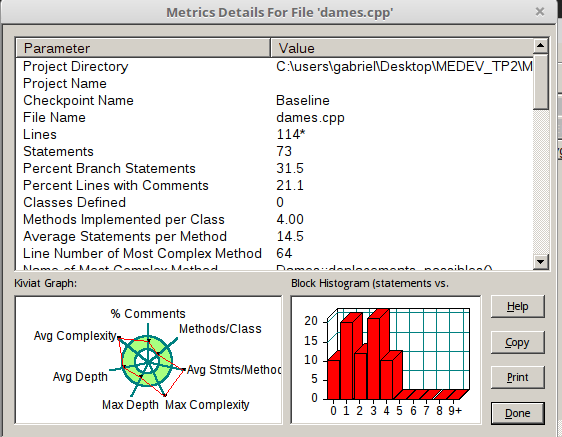 Metrics Details For File 'dames.cpp'
Parameter Value
Project Directory C:\users\gabriel\Desktop\MEDEV_TP2\M
Project Name
Checkpoint Name Baseline
File Name dames.cpp
Lines 114*
Statements 73
Percent Branch Statements 31.5
Percent Lines with Comments 21.1
Classes Defined 0
Methods Implemented per Class 4.00
Average Statements per Method 14.5
Line Number of Most Complex Method 64
Name of Most Complex Method Dames::deplacements_possibles()
Kiviat Graph:
% Comments
Methods/Class
Avg Complexity
Avg Stmts/Method
Avg Depth
Max Depth
Max Complexity
Block Histogram (statements vs.
20
15
10
5
0
0 1 2 3 4 5 6 7 8 9+
Help
Copy
Print
Done